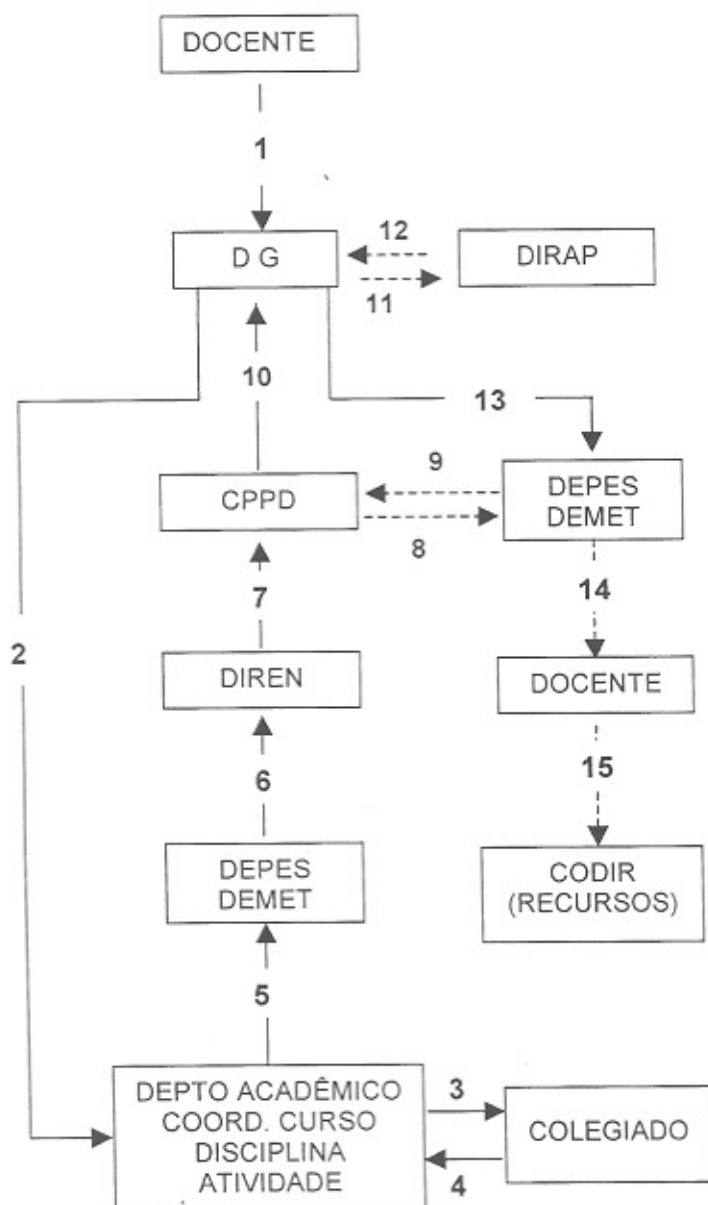 DOCENTE
1
D G
12
11
DIRAP
10
13
CPPD
9
8
DEPES
DEMET
7
14
2
DIREN
DOCENTE
6
15
DEPES
DEMET
CODIR
(RECURSOS)
5
DEPTO ACADÊMICO
COORD. CURSO
DISCIPLINA
ATIVIDADE
3
4
COLEGIADO